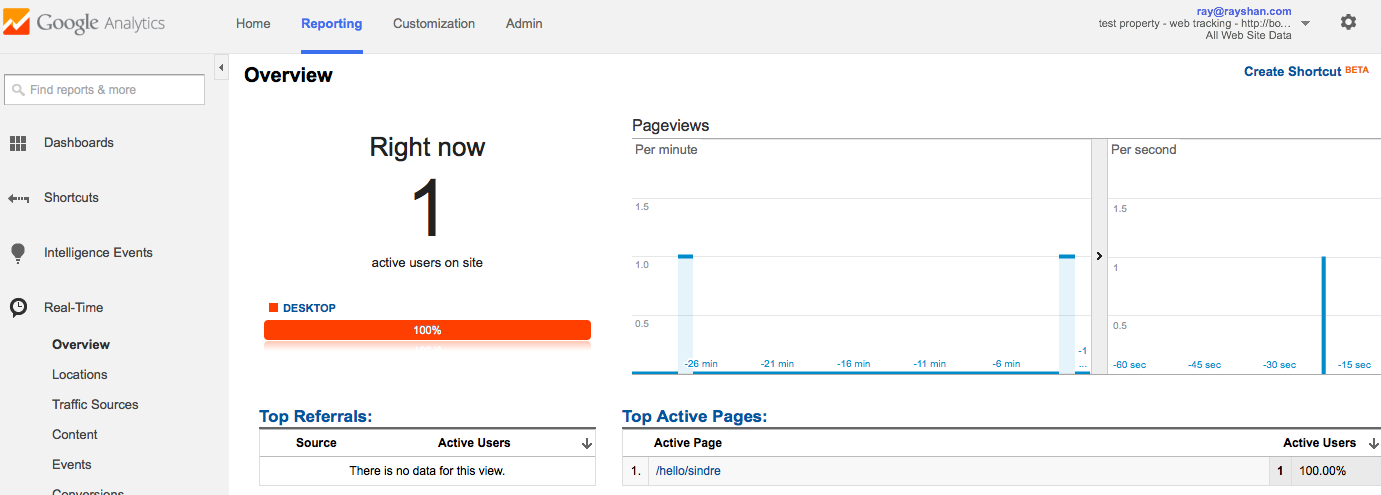 Google Analytics
Home Reporting Customization Admin
ray@rayshan.com
test property - web tracking - http://bo...
All Web Site Data
Find reports & more
Dashboards
Shortcuts
Intelligence Events
Real-Time
Overview
Locations
Traffic Sources
Content
Events
Conversions
Overview
Create Shortcut BETA
Right now
1
active users on site
DESKTOP
100%
Pageviews
Per minute
1.5
1.0
0.5
-26 min -21 min -16 min -11 min -6 min -1 ...
Per second
1.5
1
0.5
-60 sec -45 sec -30 sec -15 sec
Top Referrals:
Source Active Users
There is no data for this view.
Top Active Pages:
Active Page Active Users
1. /hello/sindre 1 100.00%